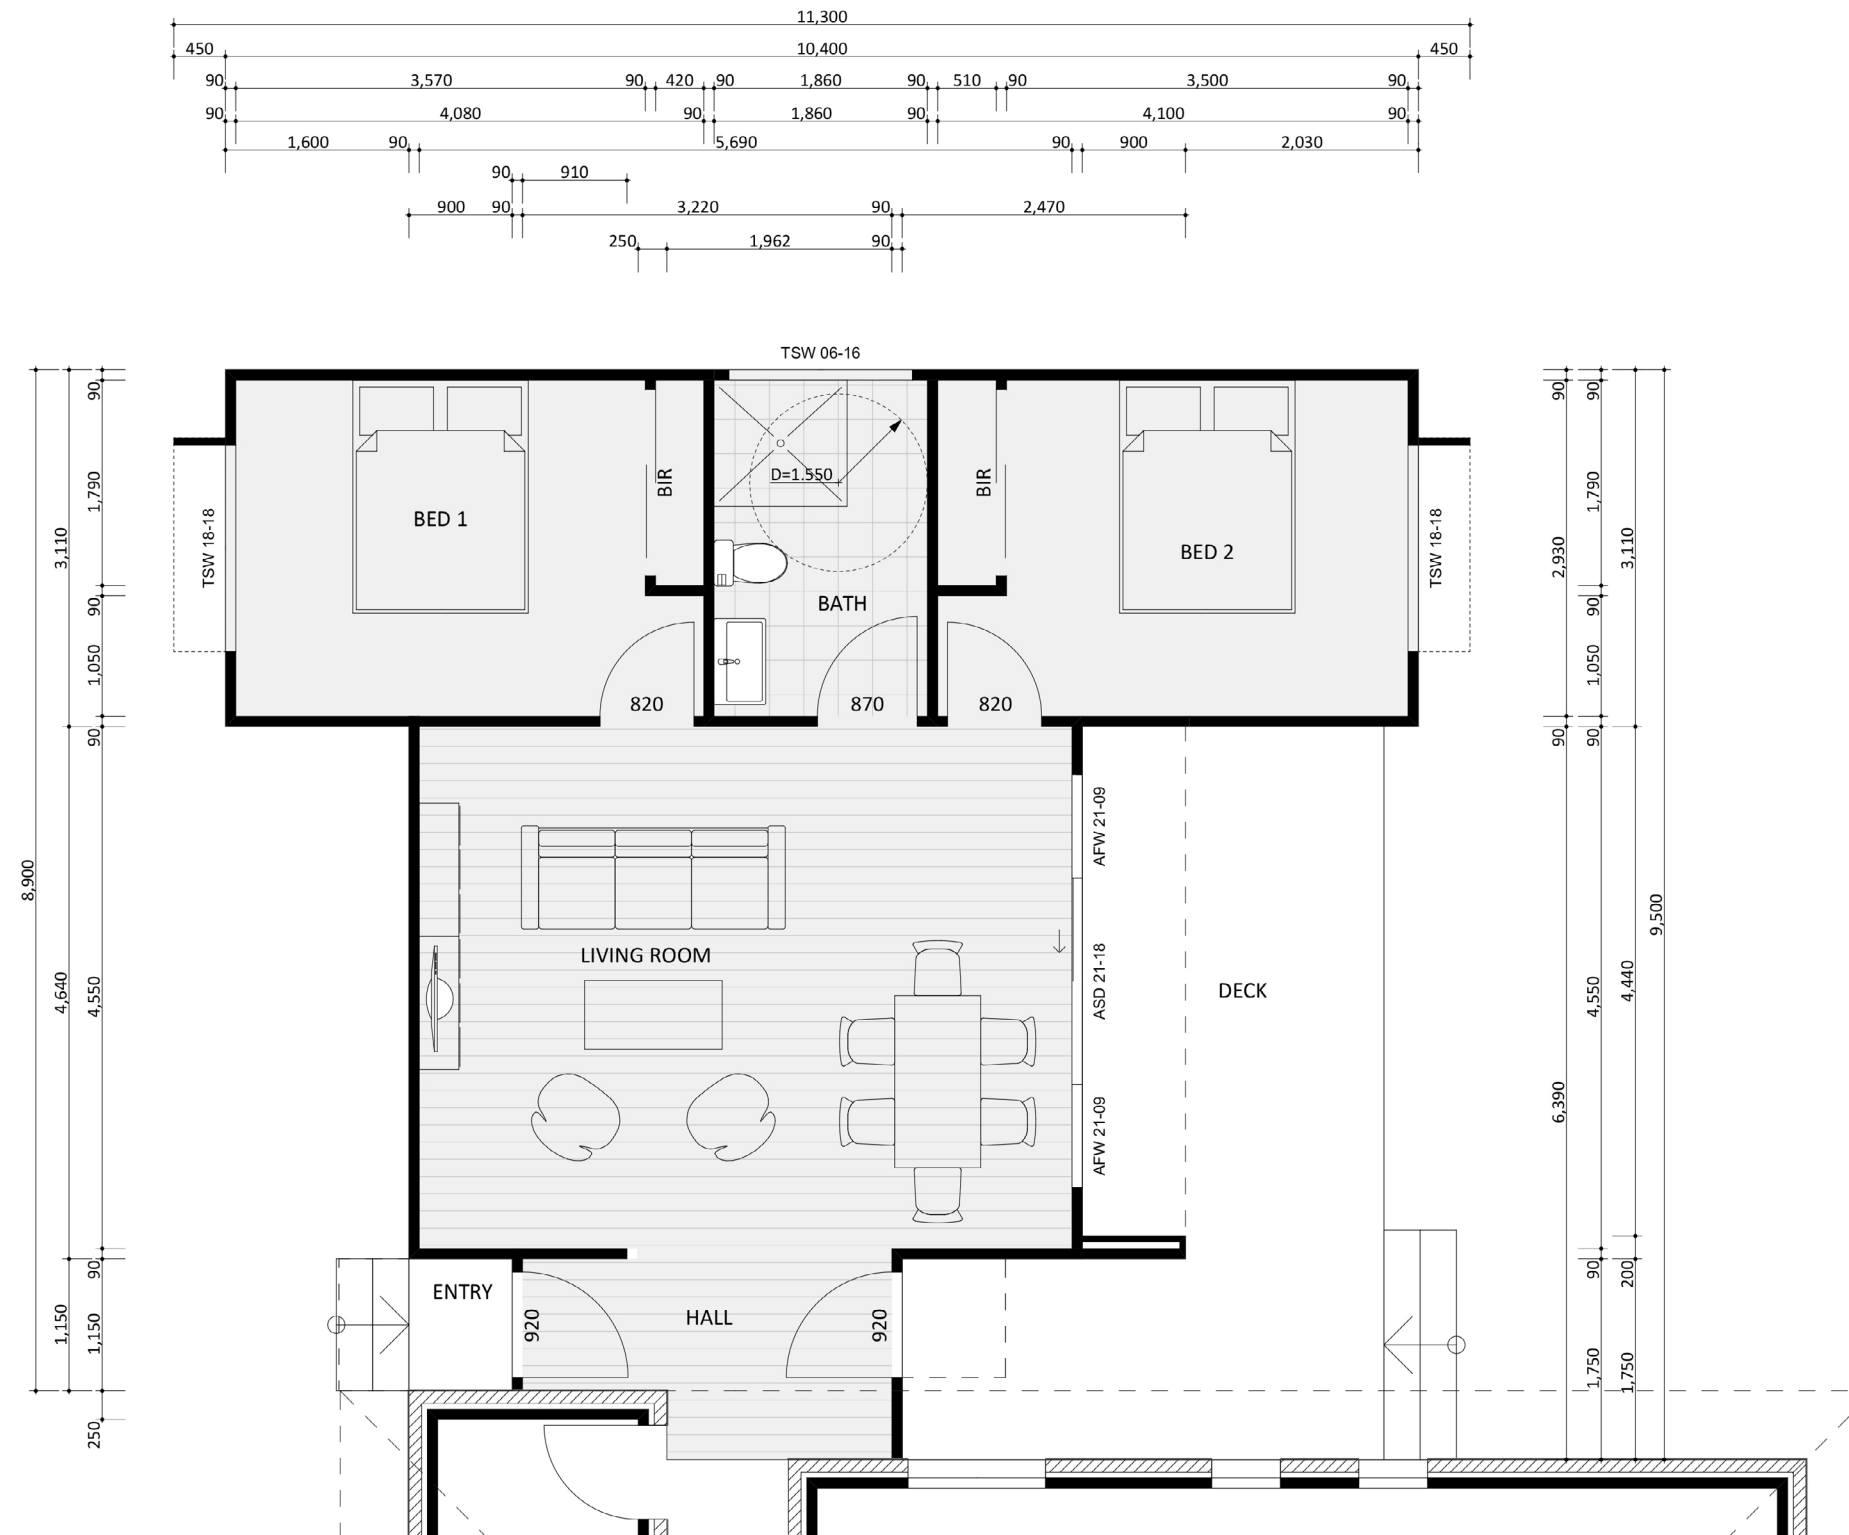 11,300
450 10,400 450
90 3,570 90 420 90 1,860 90 510 90 3,500 90
90 4,080 90 1,860 90 4,100 90
1,600 90 5,690 90 900 2,030
90 910
900 90 3,220 90 2,470
250 1,962 90
TSW 06-16
90
1,790
90
1,050
90
4,550
90
1,150
250
3,110
4,640
1,150
8,900
TSW 18-18
BED 1
BIR
D=1.550
BIR
BED 2
TSW 18-18
BATH
820
870
820
LIVING ROOM
AFW 21-09
ASD 21-18
AFW 21-09
DECK
ENTRY
920
HALL
920
90
2,930
90
6,390
90
1,790
90
1,050
90
4,550
90
1,750
3,110
4,440
200
1,750
9,500